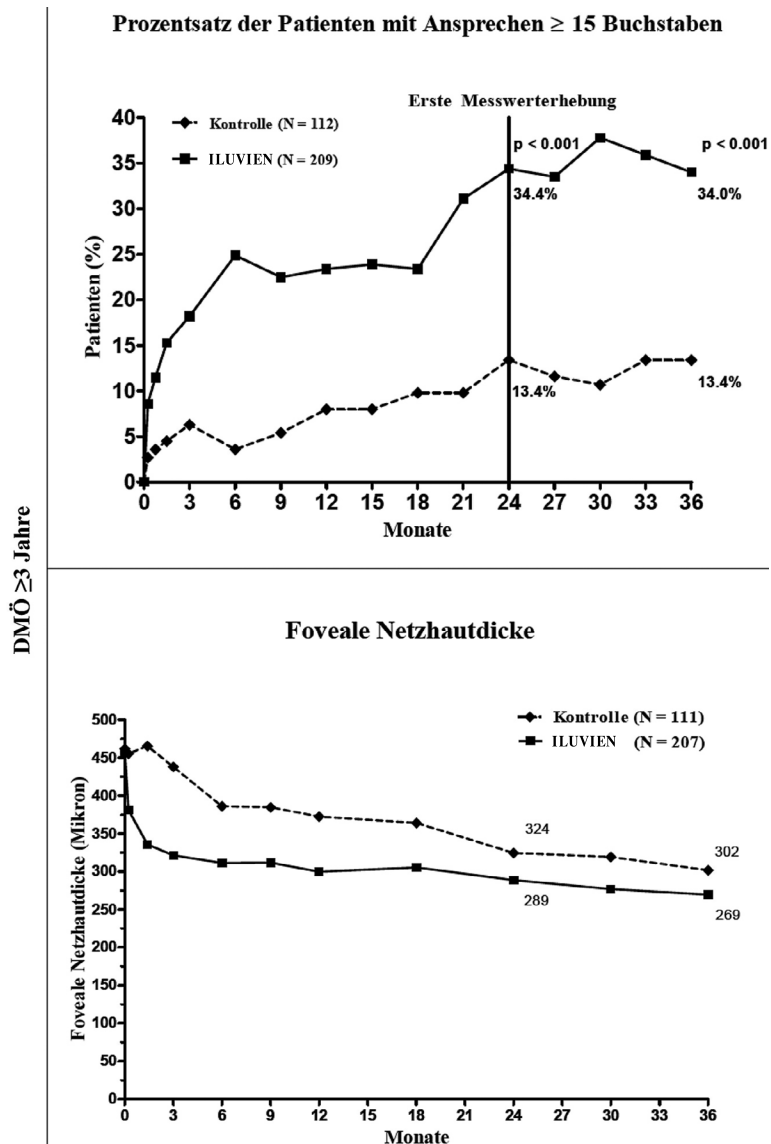 Prozentsatz der Patienten mit Ansprechen ≥ 15 Buchstaben
Erste Messwerterhebung
Kontrolle (N = 112)
ILUVIEN (N = 209)
p < 0.001
p < 0.001
34.4%
34.0%
13.4%
13.4%
Patienten (%)
40
35
30
25
20
15
10
5
0
0 3 6 9 12 15 18 21 24 27 30 33 36
Monate
DMÖ ≥3 Jahre
Foveale Netzhautdicke
Kontrolle (N = 111)
ILUVIEN (N = 207)
324
302
289
269
Foveale Netzhautdicke (Mikron)
500
450
400
350
300
250
200
150
100
50
0
0 3 6 9 12 15 18 21 24 27 30 33 36
Monate